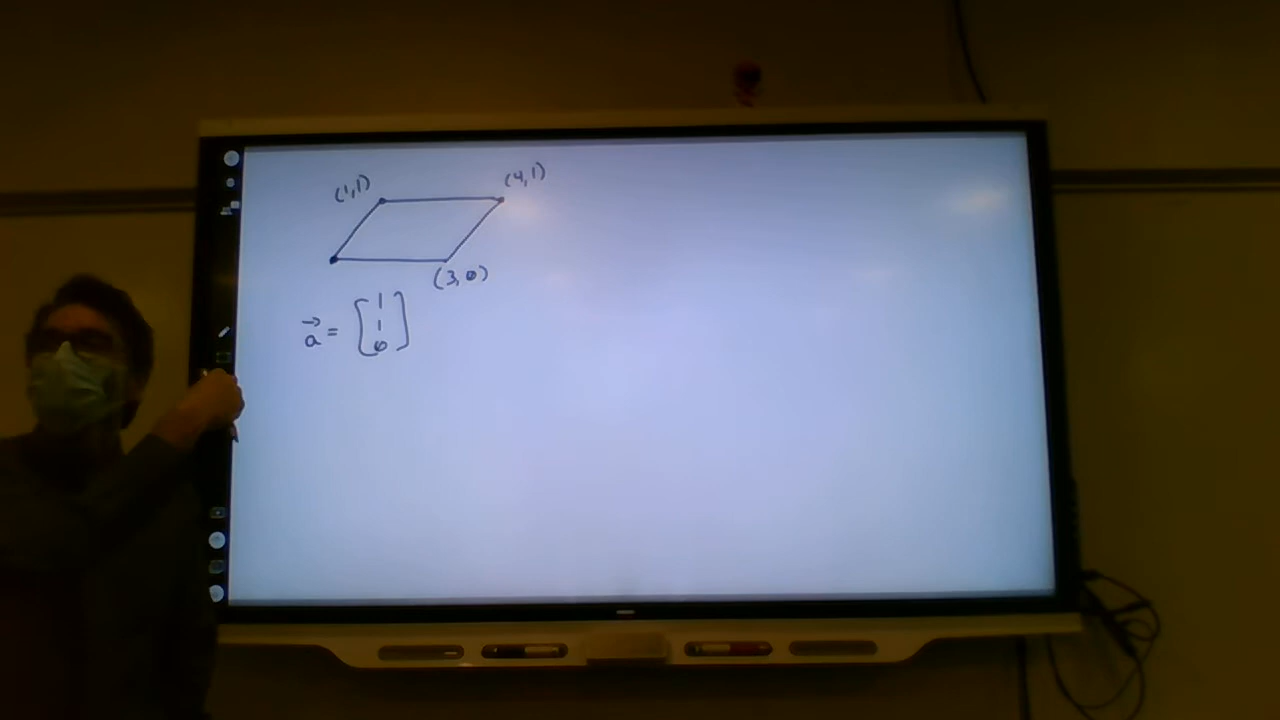 (1,1) (4,1)
(3,0)
a⃗ = [1
1
0]